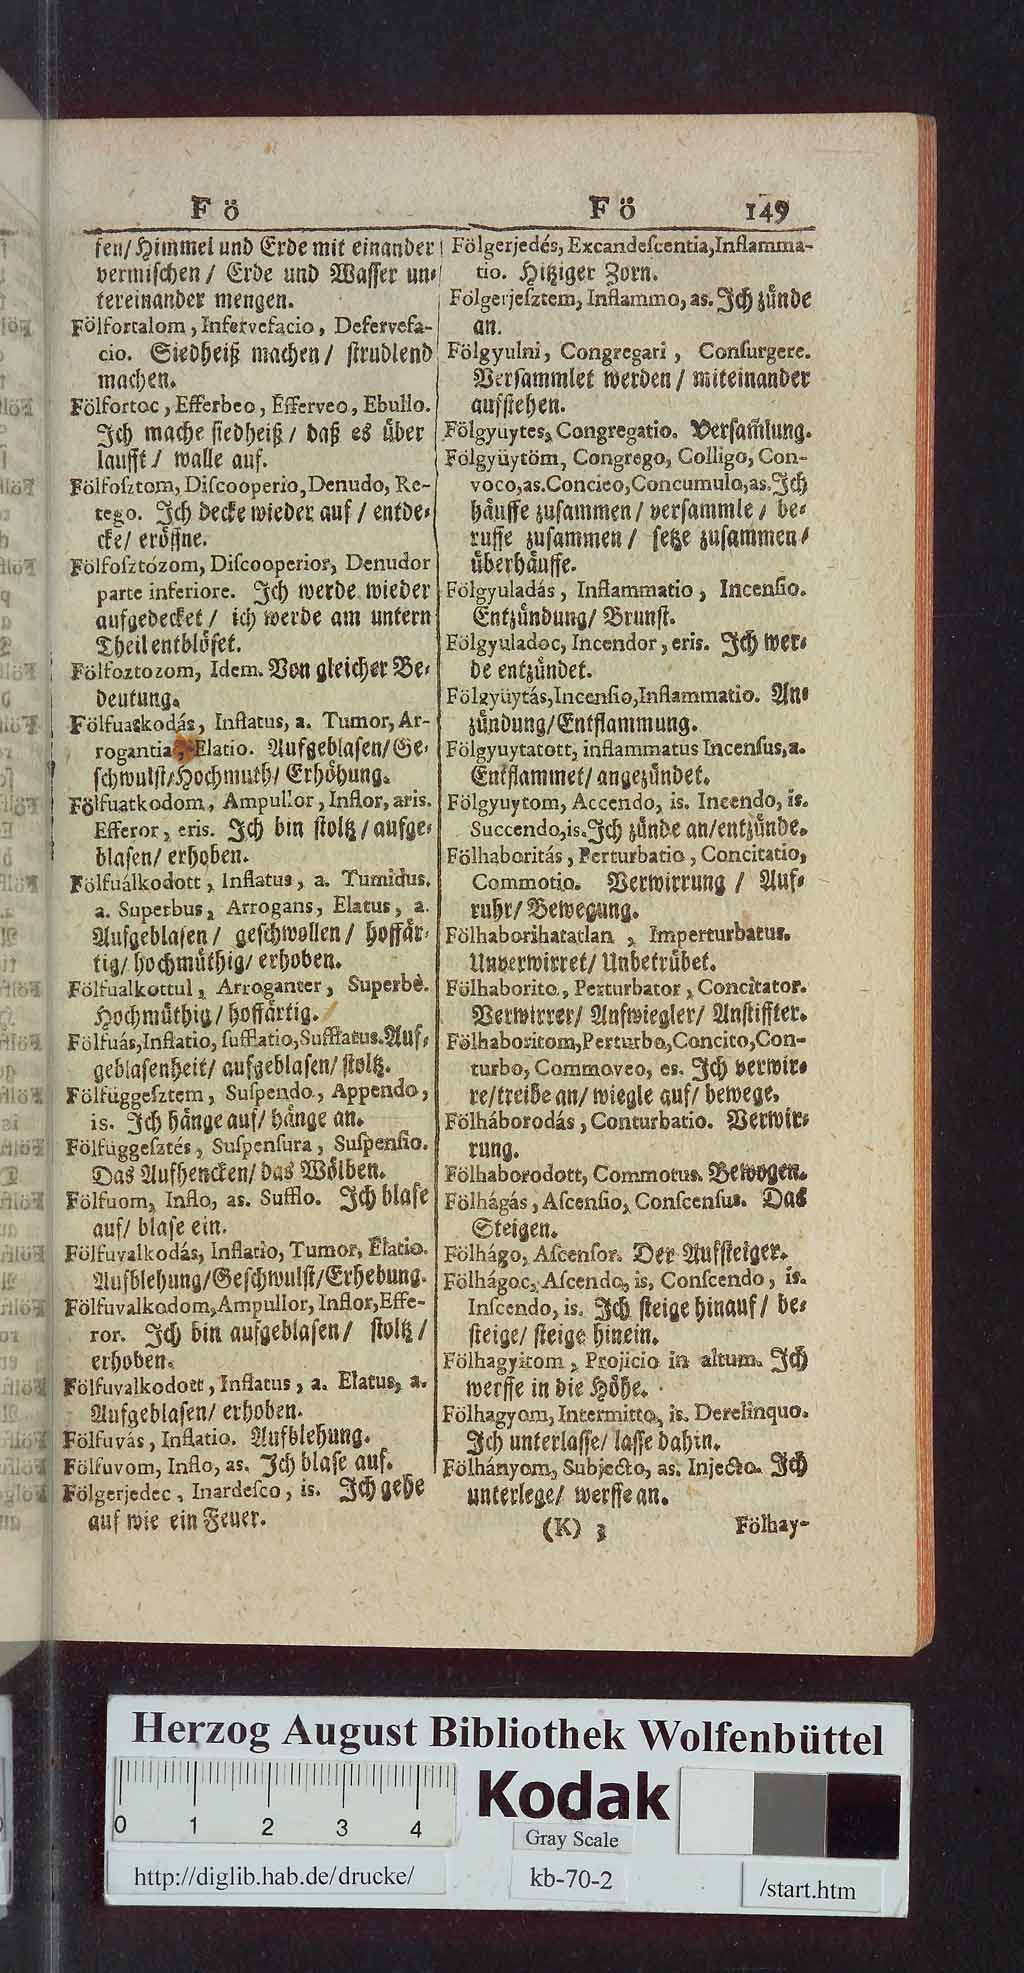 F ö
F ö 149
ſen/ Himmel und Erde mit einander
vermiſchen / Erde und Waſſer un-
tereinander mengen.
Fölfortalom, Infervefacio, Defervefa-
cio. Siedheiß machen / ſtrudlend
machen.
Fölfortoc, Efferbeo, Efferveo, Ebullo.
Ich mache ſiedheiß / daß es über
laufft / walle auf.
Fölfoſztom, Diſcooperio, Denudo, Re-
tego. Ich decke wieder auf / entde-
cke/ eröffne.
Fölfoſztózom, Diſcooperior, Denudor
parte inferiore. Ich werde wieder
aufgedecket / ich werde am untern
Theil entblöſet.
Fölfoztozom, Idem. Von gleicher Be-
deutung.
Fölfuaskodás, Inflatus, a. Tumor, Ar-
rogantia, Elatio. Aufgeblaſen/ Ge-
ſchwulſt/ Hochmuth/ Erhöhung.
Fölfuatkodom, Ampullor, Inflor, aris.
Efferor, eris. Ich bin ſtoltz / aufge-
blaſen/ erhoben.
Fölfuálkodott, Inflatus, a. Tumidus.
a. Superbus, Arrogans, Elatus, a.
Aufgeblaſen / geſchwollen / hoffär-
tig/ hochmüthig/ erhoben.
Fölfualkottul, Arroganter, Superbè.
Hochmüthig / hoffärtig.
Fölfuás, Inflatio, ſufflatio, Sufflatus. Auf-
geblaſenheit/ aufgeblaſen/ ſtoltz.
Fölfüggeſztem, Suſpendo, Appendo,
is. Ich hänge auf/ hänge an.
Fölfüggeſztés, Suſpenſura, Suſpenſio.
Das Aufhencken/ das Wölben.
Fölfuom, Inflo, as. Sufflo. Ich blaſe
auf/ blaſe ein.
Fölfuvalkodás, Inflatio, Tumor, Elatio.
Aufblehung/ Geſchwulſt/ Erhebung.
Fölfuvalkodom, Ampullor, Inflor, Effe-
ror. Ich bin aufgeblaſen / ſtoltz /
erhoben.
Fölfuvalkodott, Inflatus, a. Elatus, a.
Aufgeblaſen/ erhoben.
Fölfuvás, Inflatio. Aufblehung.
Fölfuvom, Inflo, as. Ich blaſe auf.
Fölgerjedec, Inardeſco, is. Ich gehe
auf wie ein Feuer.
Fölgerjedés, Excandeſcentia, Inflamma-
tio. Hitziger Zorn.
Fölgerjeſztem, Inflammo, as. Ich zünde
an.
Fölgyulni, Congregari, Conſurgere.
Verſammlet werden / miteinander
aufſtehen.
Fölgyüytes, Congregatio. Verſam̃lung.
Fölgyüytöm, Congrego, Colligo, Con-
voco, as. Concieo, Concumulo, as. Ich
häuffe zuſammen / verſammle / be-
ruffe zuſammen / ſetze zuſammen /
überhäuffe.
Fölgyuladás, Inflammatio, Incenſio.
Entzündung/ Brunſt.
Fölgyuladoc, Incendor, eris. Ich wer-
de entzündet.
Fölgyüytás, Incenſio, Inflammatio. An-
zündung/ Entflammung.
Fölgyuytatott, inflammatus Incenſus, a.
Entflammet/ angezündet.
Fölgyuytom, Accendo, is. Incendo, is.
Succendo, is. Ich zünde an/ entzünde.
Fölhaboritás, Perturbatio, Concitatio,
Commotio. Verwirrung / Auf-
ruhr/ Bewegung.
Fölhaborihatatlan, Imperturbatus.
Unverwirret/ Unbetrübet.
Fölhaborito, Perturbator, Concitator.
Verwirrer/ Aufwiegler/ Anſtiffter.
Fölhaboritom, Perturbo, Concito, Con-
turbo, Commoveo, es. Ich verwir-
re/ treibe an/ wiegle auf/ bewege.
Fölháborodás, Conturbatio. Verwir-
rung.
Fölhaborodott, Commotus. Bewogen.
Fölhágás, Aſcenſio, Conſcenſus. Das
Steigen.
Fölhágo, Aſcenſor. Der Aufſteiger.
Fölhágoc, Aſcendo, is, Conſcendo, is.
Inſcendo, is. Ich ſteige hinauf / be-
ſteige/ ſteige hinein.
Fölhagyitom, Projicio in altum. Ich
werffe in die Höhe.
Fölhagyom, Intermitto, is. Derelinquo.
Ich unterlaſſe/ laſſe dahin.
Fölhányom, Subjecto, as. Injecto. Ich
unterlege/ werffe an.
(K) 3 Fölhay-
Herzog August Bibliothek Wolfenbüttel
0 1 2 3 4
Kodak
Gray Scale
http://diglib.hab.de/drucke/
kb-70-2
/start.htm